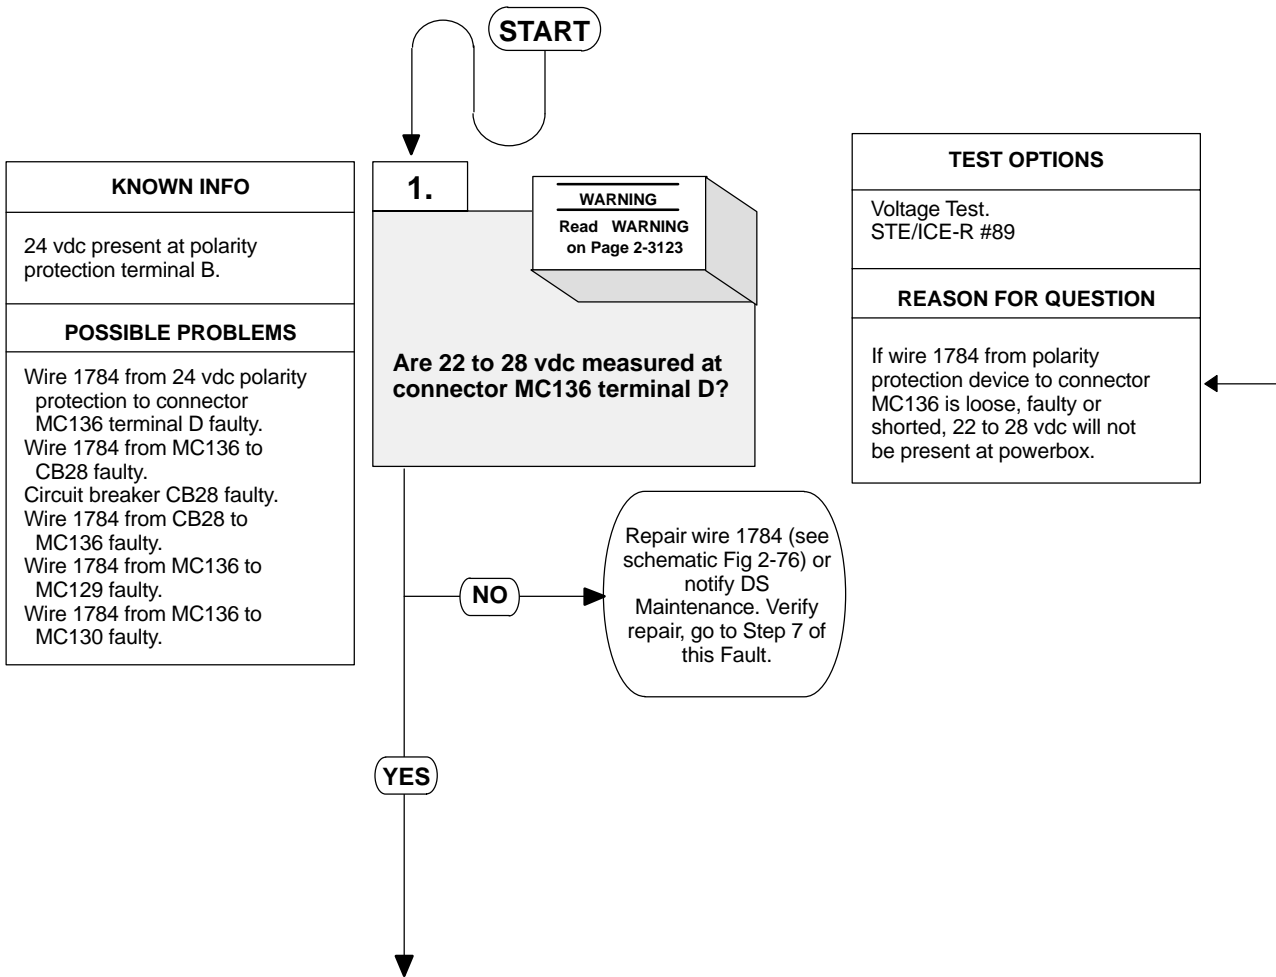 START
KNOWN INFO
24 vdc present at polarity
protection terminal B.
POSSIBLE PROBLEMS
Wire 1784 from 24 vdc polarity
protection to connector
MC136 terminal D faulty.
Wire 1784 from MC136 to
CB28 faulty.
Circuit breaker CB28 faulty.
Wire 1784 from CB28 to
MC136 faulty.
Wire 1784 from MC136 to
MC129 faulty.
Wire 1784 from MC136 to
MC130 faulty.
1.
WARNING
Read WARNING
on Page 2-3123
Are 22 to 28 vdc measured at
connector MC136 terminal D?
TEST OPTIONS
Voltage Test.
STE/ICE-R #89
REASON FOR QUESTION
If wire 1784 from polarity
protection device to connector
MC136 is loose, faulty or
shorted, 22 to 28 vdc will not
be present at powerbox.
NO
Repair wire 1784 (see
schematic Fig 2-76) or
notify DS
Maintenance. Verify
repair, go to Step 7 of
this Fault.
YES